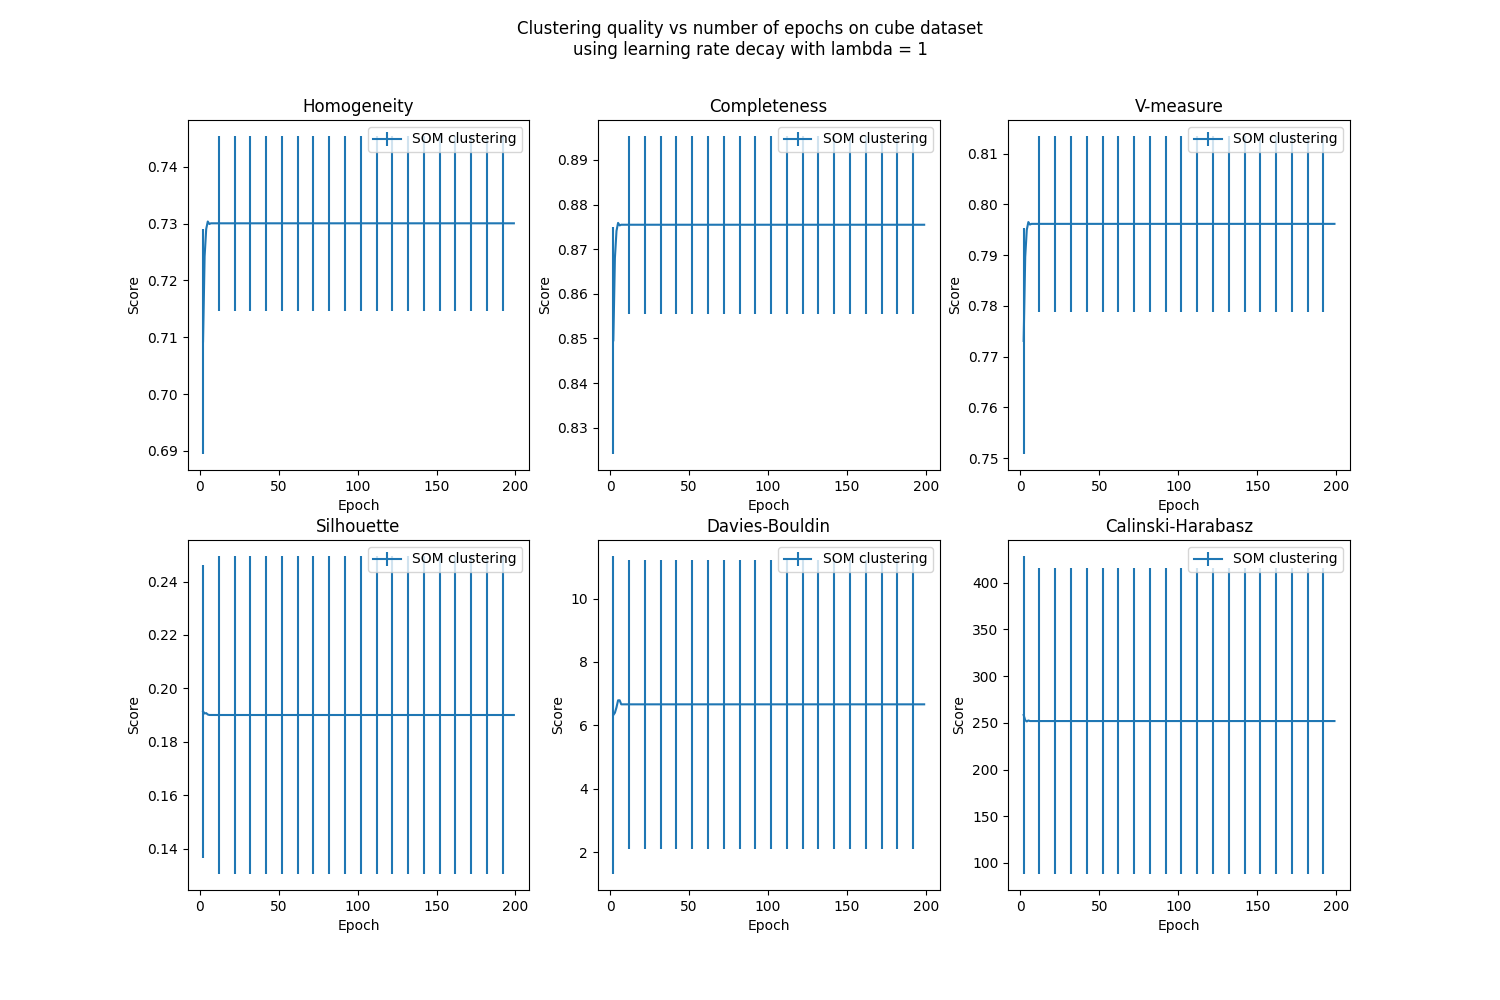 Clustering quality vs number of epochs on cube dataset
using learning rate decay with lambda = 1
Homogeneity
SOM clustering
0.74
0.73
0.72
0.71
0.70
0.69
Score
0
50
100
150
200
Epoch
Completeness
SOM clustering
0.89
0.88
0.87
0.86
0.85
0.84
0.83
Score
0
50
100
150
200
Epoch
V-measure
SOM clustering
0.81
0.80
0.79
0.78
0.77
0.76
0.75
Score
0
50
100
150
200
Epoch
Silhouette
SOM clustering
0.24
0.22
0.20
0.18
0.16
0.14
Score
0
50
100
150
200
Epoch
Davies-Bouldin
SOM clustering
10
8
6
4
2
Score
0
50
100
150
200
Epoch
Calinski-Harabasz
SOM clustering
400
350
300
250
200
150
100
Score
0
50
100
150
200
Epoch